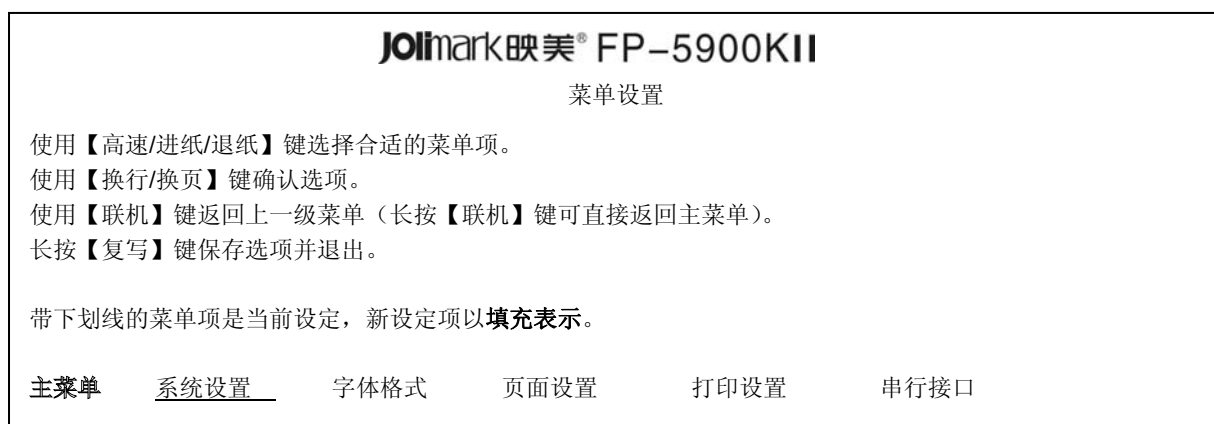 Jolimark映美® FP-5900KII
菜单设置
使用【高速/进纸/退纸】键选择合适的菜单项。
使用【换行/换页】键确认选项。
使用【联机】键返回上一级菜单（长按【联机】键可直接返回主菜单）。
长按【复写】键保存选项并退出。
带下划线的菜单项是当前设定，新设定项以填充表示。
主菜单 系统设置 字体格式 页面设置 打印设置 串行接口